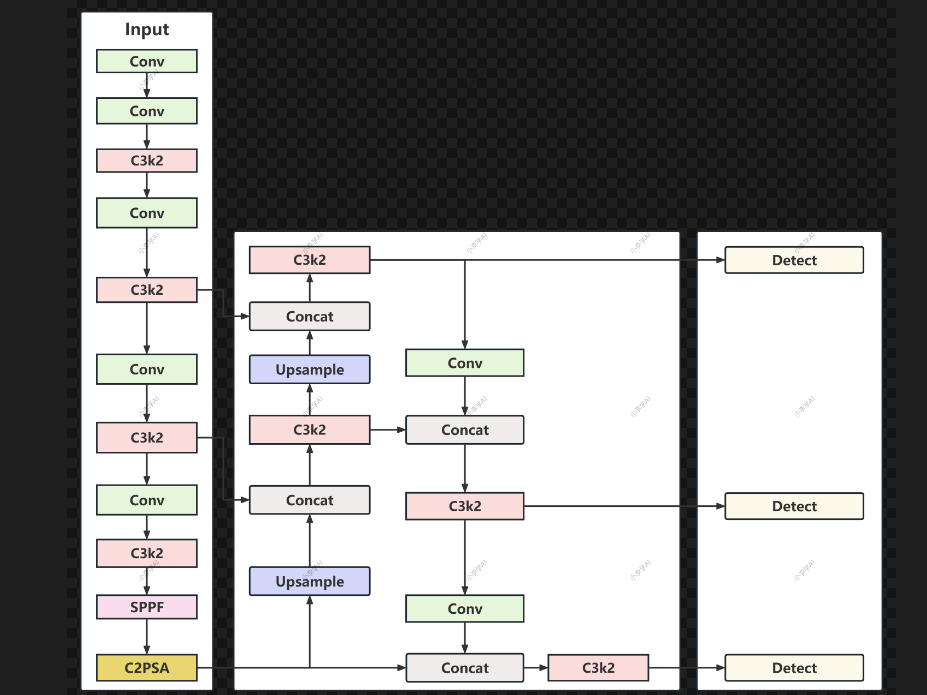 Input
Conv
Conv
C3k2
Conv
C3k2
Conv
C3k2
Conv
C3k2
SPPF
C2PSA
C3k2
Concat
Upsample
C3k2
Concat
Upsample
Conv
Concat
C3k2
Conv
Concat
C3k2
Detect
Detect
Detect